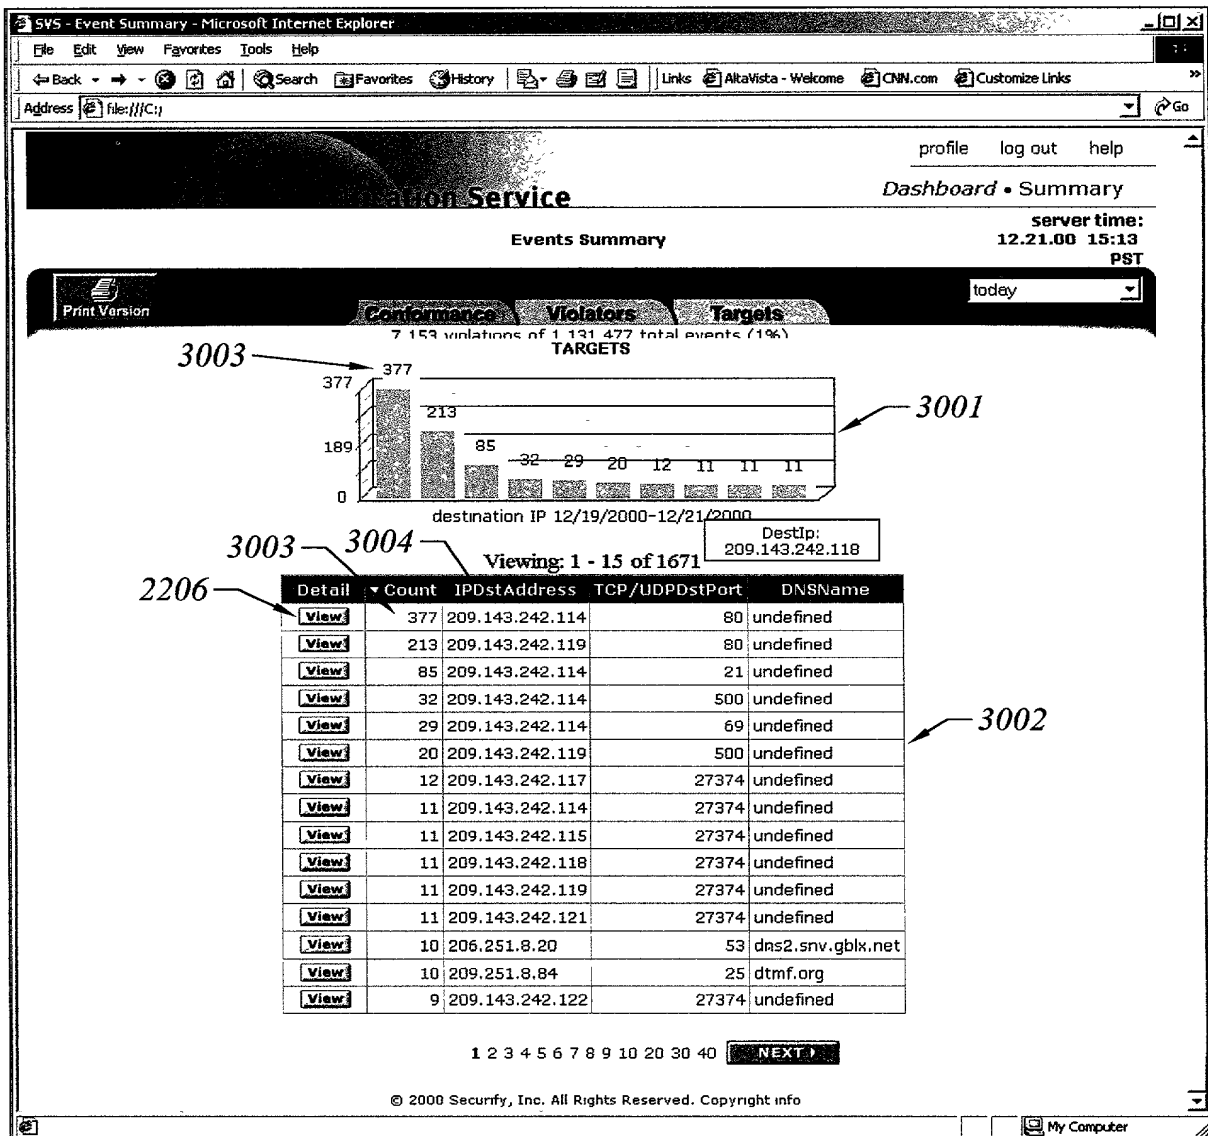 SVS - Event Summary - Microsoft Internet Explorer
File Edit View Favorites Tools Help
Back Search Favorites History Links AltaVista - Welcome CNN.com Customize Links »
Address file:///C:/ Go
profile log out help
ation Service
Dashboard • Summary
Events Summary
server time:
12.21.00 15:13
PST
Print Version
today
Conformance Violators Targets
7,153 violations of 1,131,477 total events (1%)
TARGETS
3003
377
377
213
85
32 29 20 12 11 11 11
189
0
3001
destination IP 12/19/2000-12/21/2000
DestIp:
209.143.242.118
3003 3004
Viewing: 1 - 15 of 1671
2206
Detail Count IPDstAddress TCP/UDPDstPort DNSName
View 377 209.143.242.114 80 undefined
View 213 209.143.242.119 80 undefined
View 85 209.143.242.114 21 undefined
View 32 209.143.242.114 500 undefined
View 29 209.143.242.114 69 undefined
3002
View 20 209.143.242.119 500 undefined
View 12 209.143.242.117 27374 undefined
View 11 209.143.242.114 27374 undefined
View 11 209.143.242.115 27374 undefined
View 11 209.143.242.118 27374 undefined
View 11 209.143.242.119 27374 undefined
View 11 209.143.242.121 27374 undefined
View 10 206.251.8.20 53 dns2.snv.gblx.net
View 10 209.251.8.84 25 dtmf.org
View 9 209.143.242.122 27374 undefined
1 2 3 4 5 6 7 8 9 10 20 30 40 NEXT
© 2000 Securify, Inc. All Rights Reserved. Copyright info
My Computer